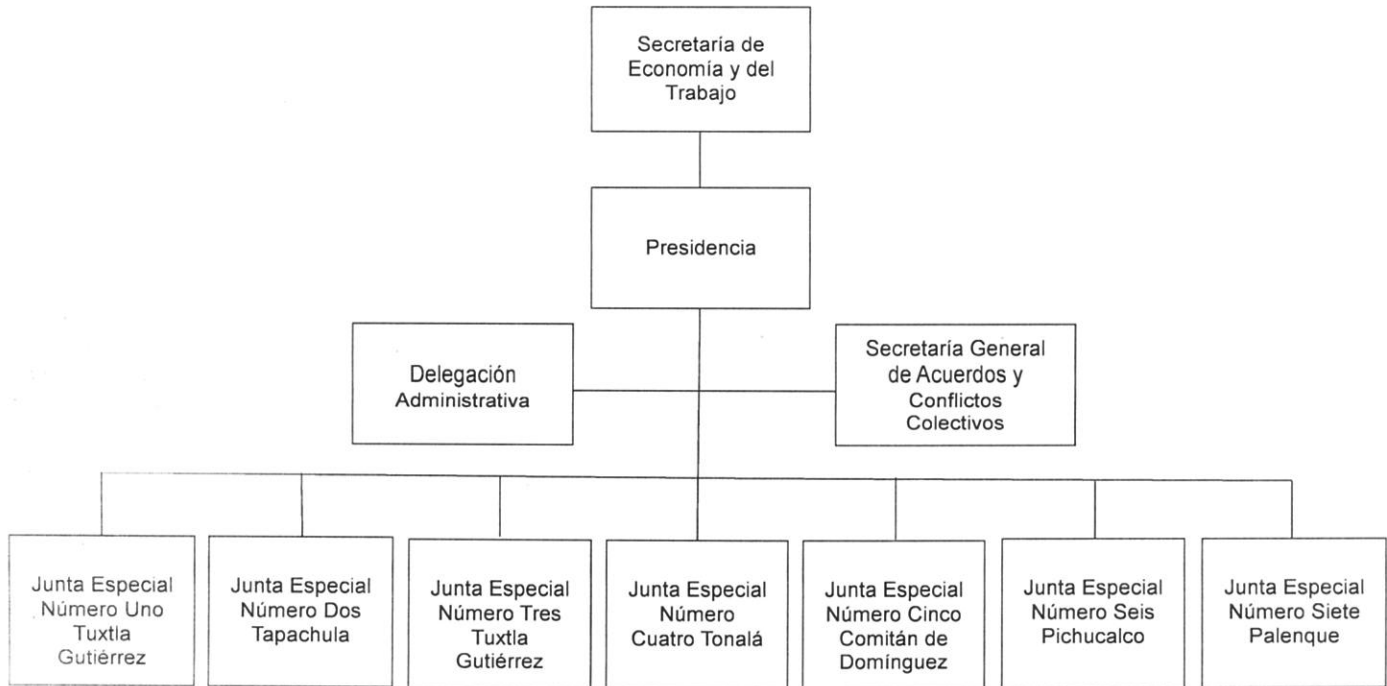 Secretaría de
Economía y del
Trabajo
Presidencia
Delegación
Administrativa
Secretaría General
de Acuerdos y
Conflictos
Colectivos
Junta Especial
Número Uno
Tuxtla
Gutiérrez
Junta Especial
Número Dos
Tapachula
Junta Especial
Número Tres
Tuxtla
Gutiérrez
Junta Especial
Número
Cuatro Tonalá
Junta Especial
Número Cinco
Comitán de
Domínguez
Junta Especial
Número Seis
Pichucalco
Junta Especial
Número Siete
Palenque